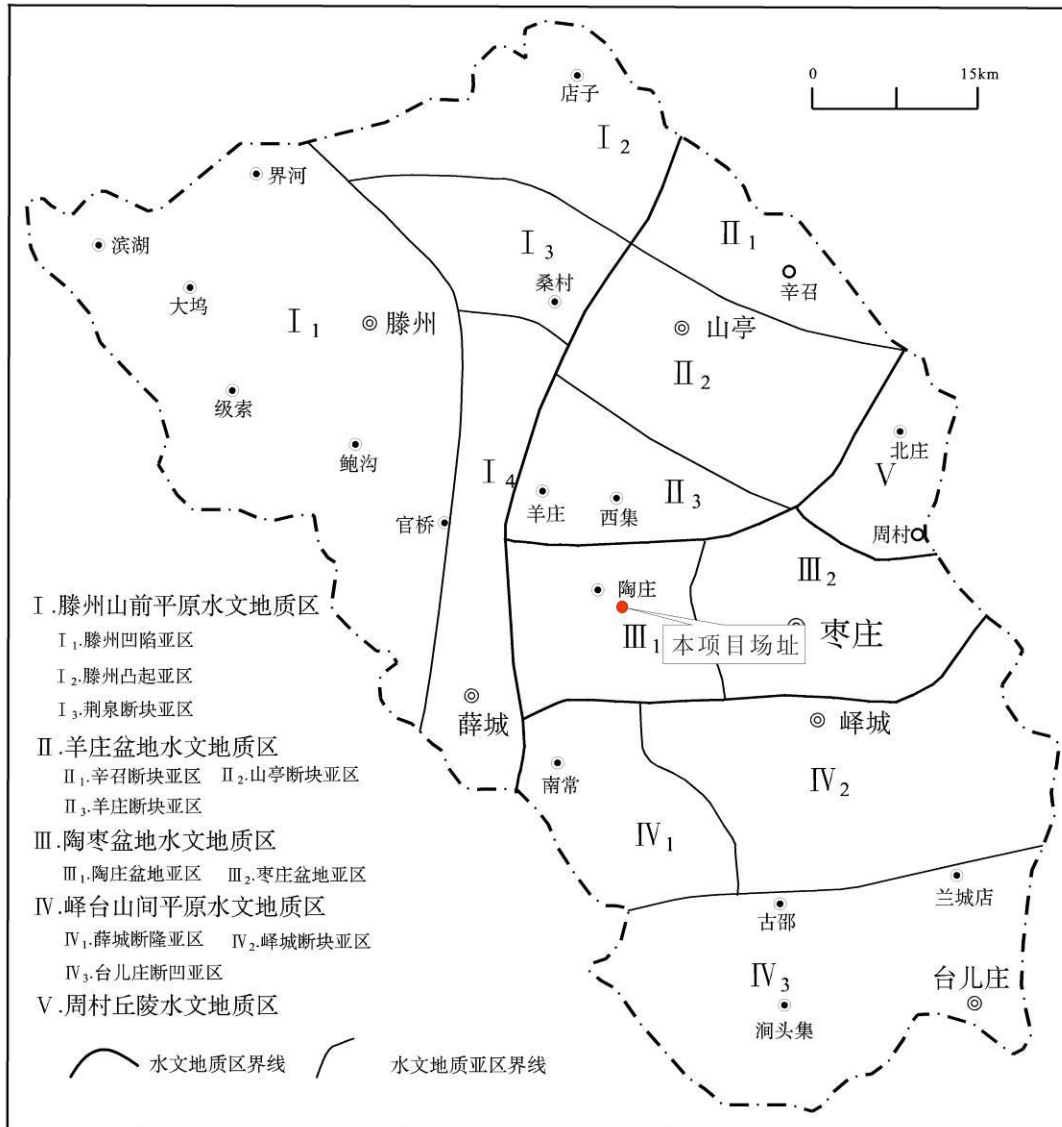 0 15km
店子
Ⅰ2
界河
Ⅱ1
滨湖
Ⅰ3
辛召
大坞
桑村
Ⅰ1
滕州
山亭
Ⅱ2
级索
北庄
鲍沟
Ⅴ
Ⅰ4
羊庄
西集
Ⅱ3
官桥
周村
Ⅲ2
陶庄
Ⅲ1
本项目场址
枣庄
薛城
峄城
南常
Ⅳ2
Ⅳ1
兰城店
古邵
Ⅳ3
台儿庄
涧头集
Ⅰ.滕州山前平原水文地质区
Ⅰ1.滕州凹陷亚区
Ⅰ2.滕州凸起亚区
Ⅰ3.荆泉断块亚区
Ⅱ.羊庄盆地水文地质区
Ⅱ1.辛召断块亚区 Ⅱ2.山亭断块亚区
Ⅱ3.羊庄断块亚区
Ⅲ.陶枣盆地水文地质区
Ⅲ1.陶庄盆地亚区 Ⅲ2.枣庄盆地亚区
Ⅳ.峄台山间平原水文地质区
Ⅳ1.薛城断隆亚区 Ⅳ2.峄城断块亚区
Ⅳ3.台儿庄断凹亚区
Ⅴ.周村丘陵水文地质区
水文地质区界线 水文地质亚区界线